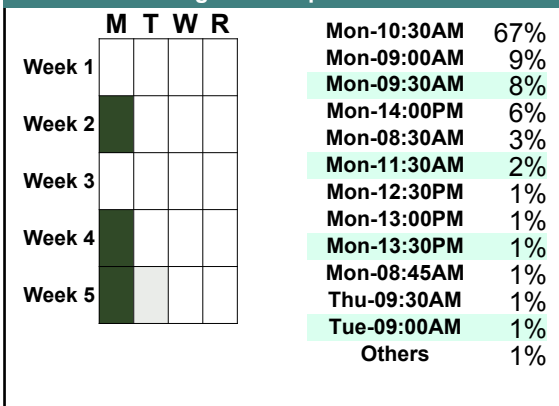 M T W R
Week 1
Week 2
Week 3
Week 4
Week 5
Mon-10:30AM 67%
Mon-09:00AM 9%
Mon-09:30AM 8%
Mon-14:00PM 6%
Mon-08:30AM 3%
Mon-11:30AM 2%
Mon-12:30PM 1%
Mon-13:00PM 1%
Mon-13:30PM 1%
Mon-08:45AM 1%
Thu-09:30AM 1%
Tue-09:00AM 1%
Others 1%